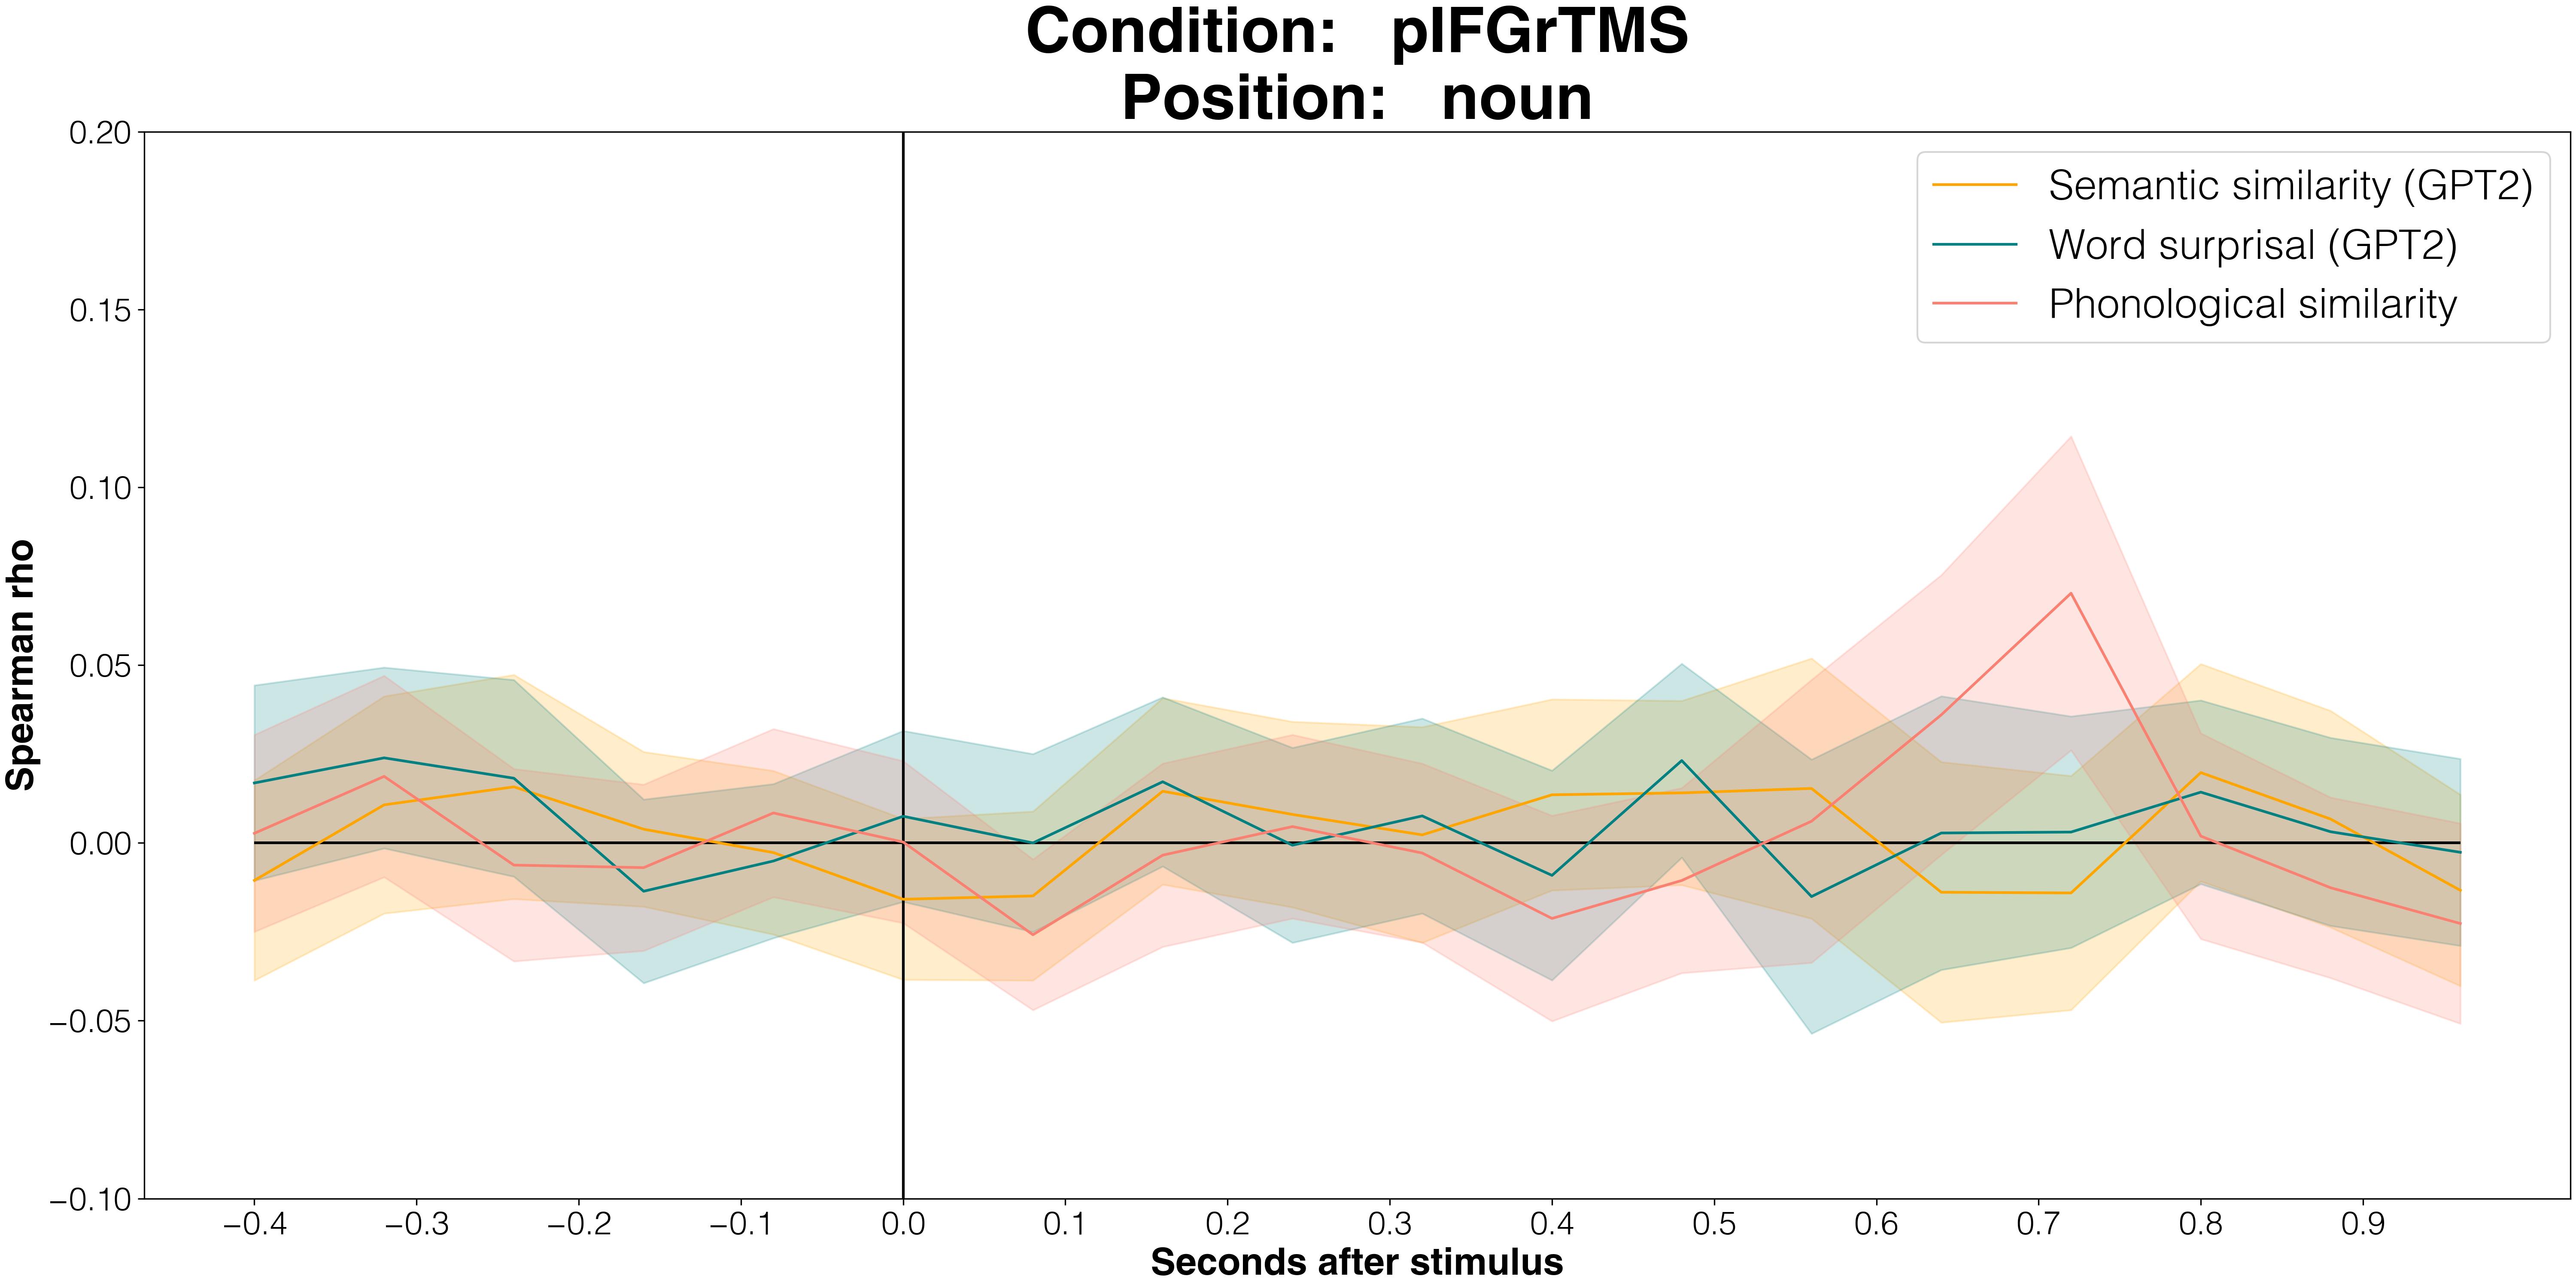 Condition: pIFGrTMS
Position: noun
Semantic similarity (GPT2)
Word surprisal (GPT2)
Phonological similarity
0.20
0.15
0.10
0.05
0.00
−0.05
−0.10
Spearman rho
−0.4 −0.3 −0.2 −0.1 0.0 0.1 0.2 0.3 0.4 0.5 0.6 0.7 0.8 0.9
Seconds after stimulus